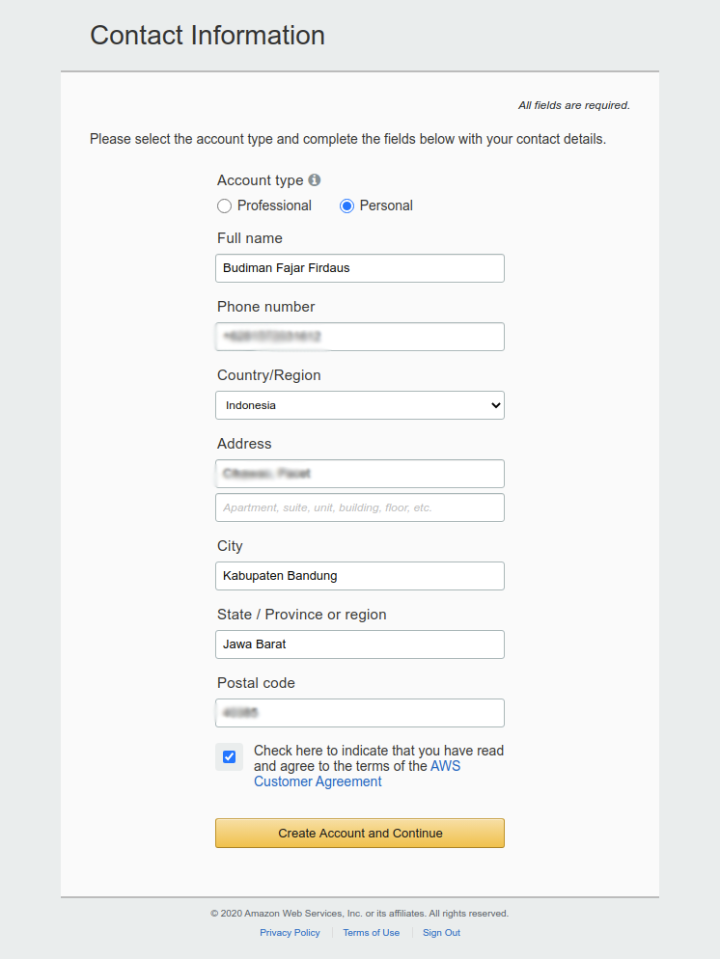 Contact Information
All fields are required.
Please select the account type and complete the fields below with your contact details.
Account type
Professional Personal
Full name
Budiman Fajar Firdaus
Phone number
Country/Region
Indonesia
Address
Apartment, suite, unit, building, floor, etc.
City
Kabupaten Bandung
State / Province or region
Jawa Barat
Postal code
Check here to indicate that you have read
and agree to the terms of the AWS
Customer Agreement
Create Account and Continue
© 2020 Amazon Web Services, Inc. or its affiliates. All rights reserved.
Privacy Policy Terms of Use Sign Out